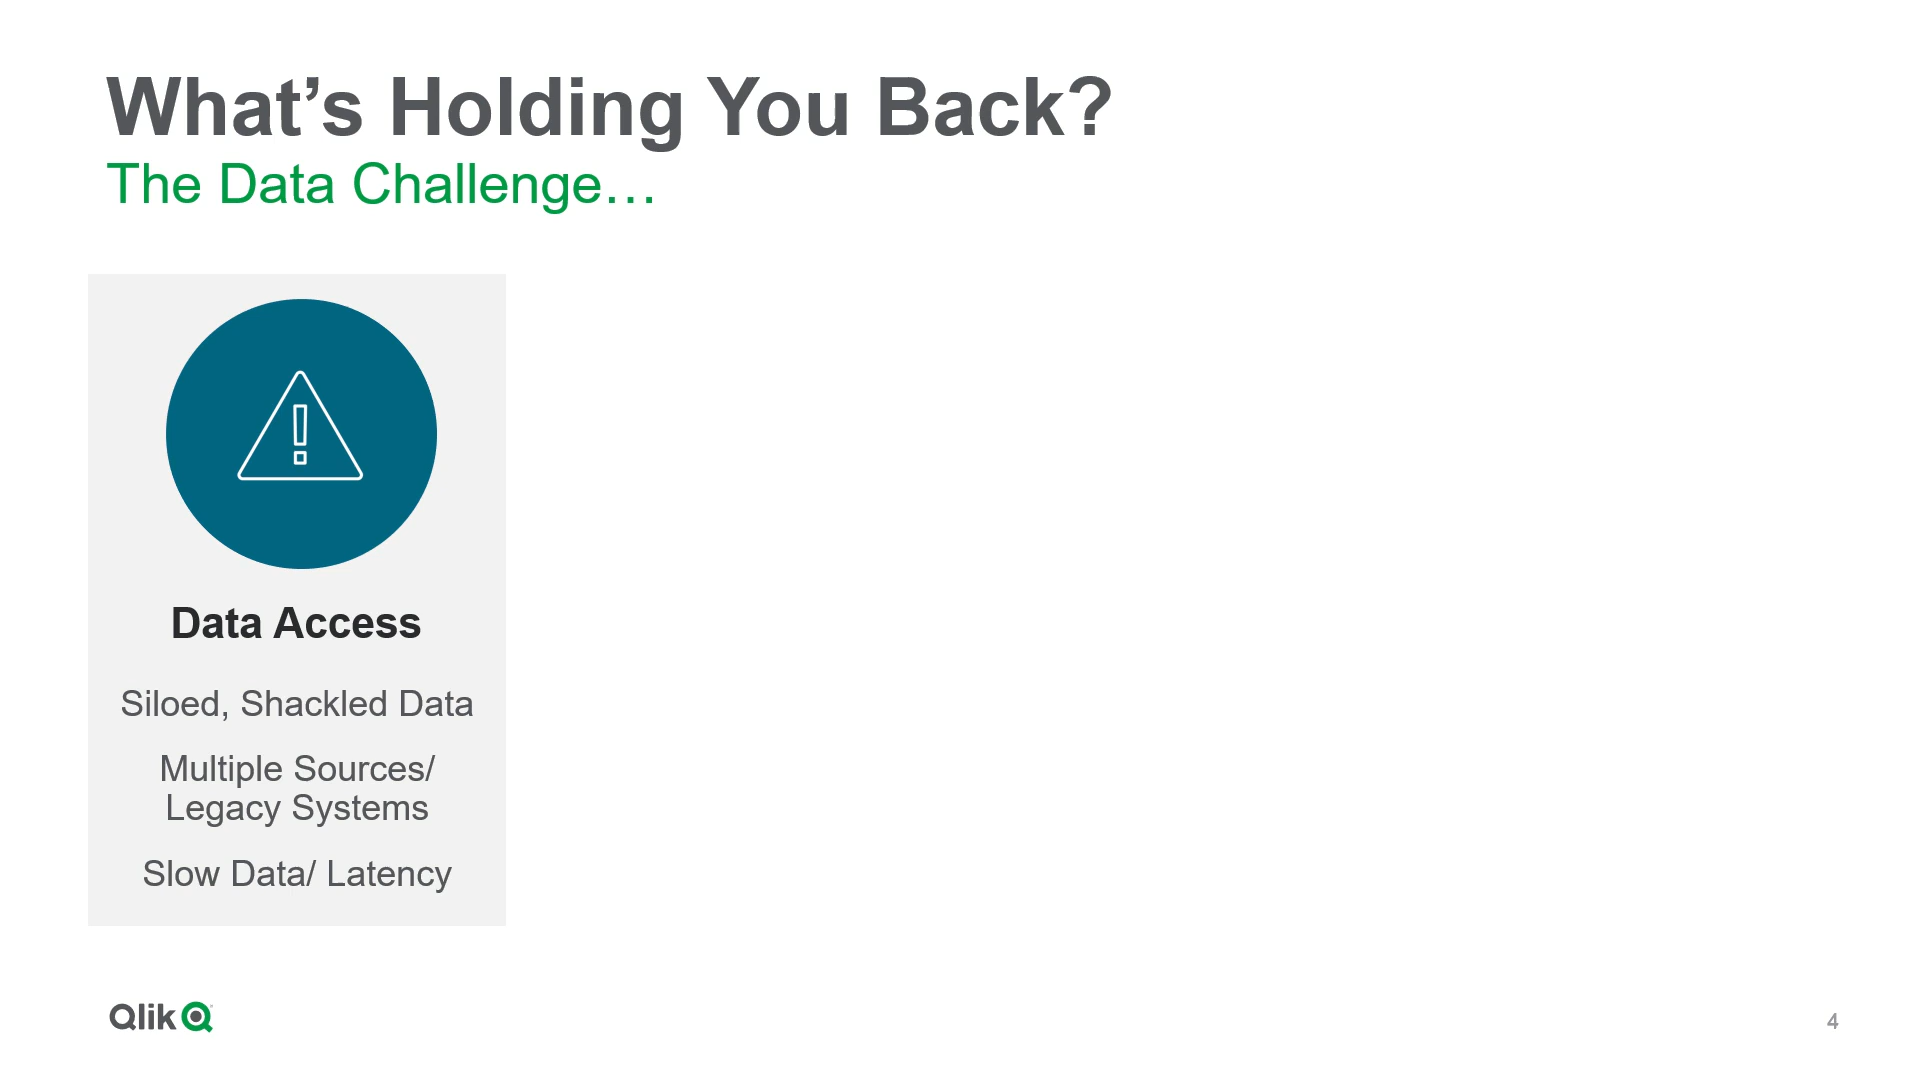 What’s Holding You Back?
The Data Challenge…
Data Access
Siloed, Shackled Data
Multiple Sources/
Legacy Systems
Slow Data/ Latency
Qlik
4